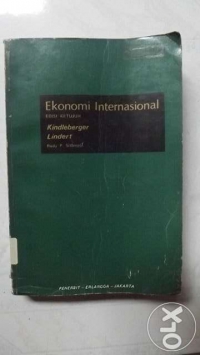 Ekonomi Internasional
EDISI KETUJUH
Kindleberger
Lindert
PENERBIT - ERLANGGA - JAKARTA
OLX